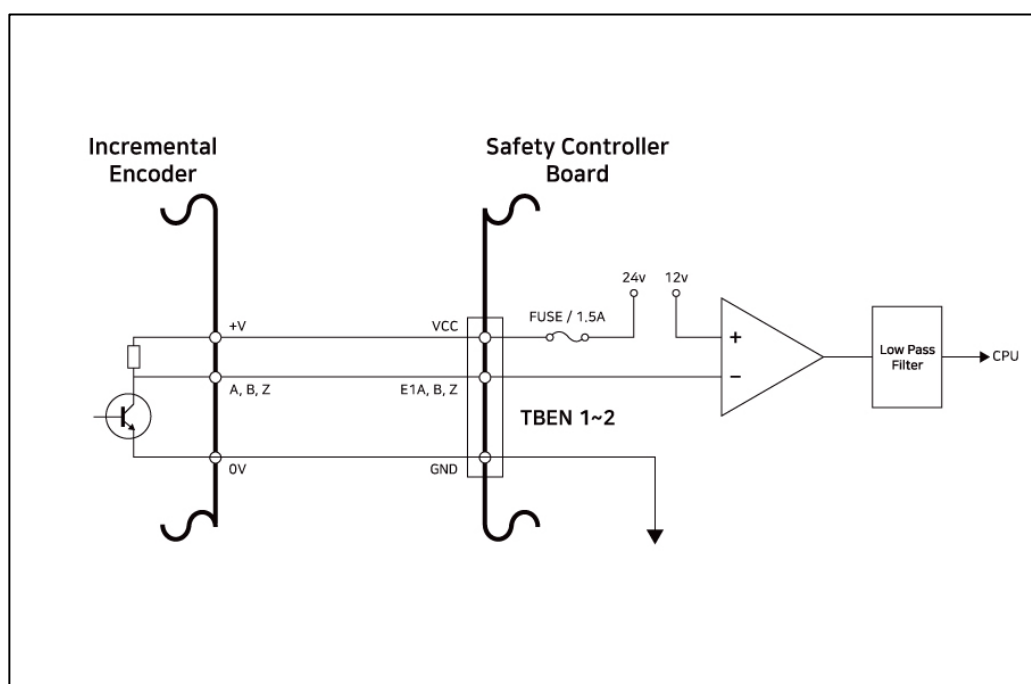 Incremental
Encoder
Safety Controller
Board
24v
12v
FUSE / 1.5A
+V
VCC
+
Low Pass
Filter
CPU
A, B, Z
E1A, B, Z
−
TBEN 1~2
0V
GND